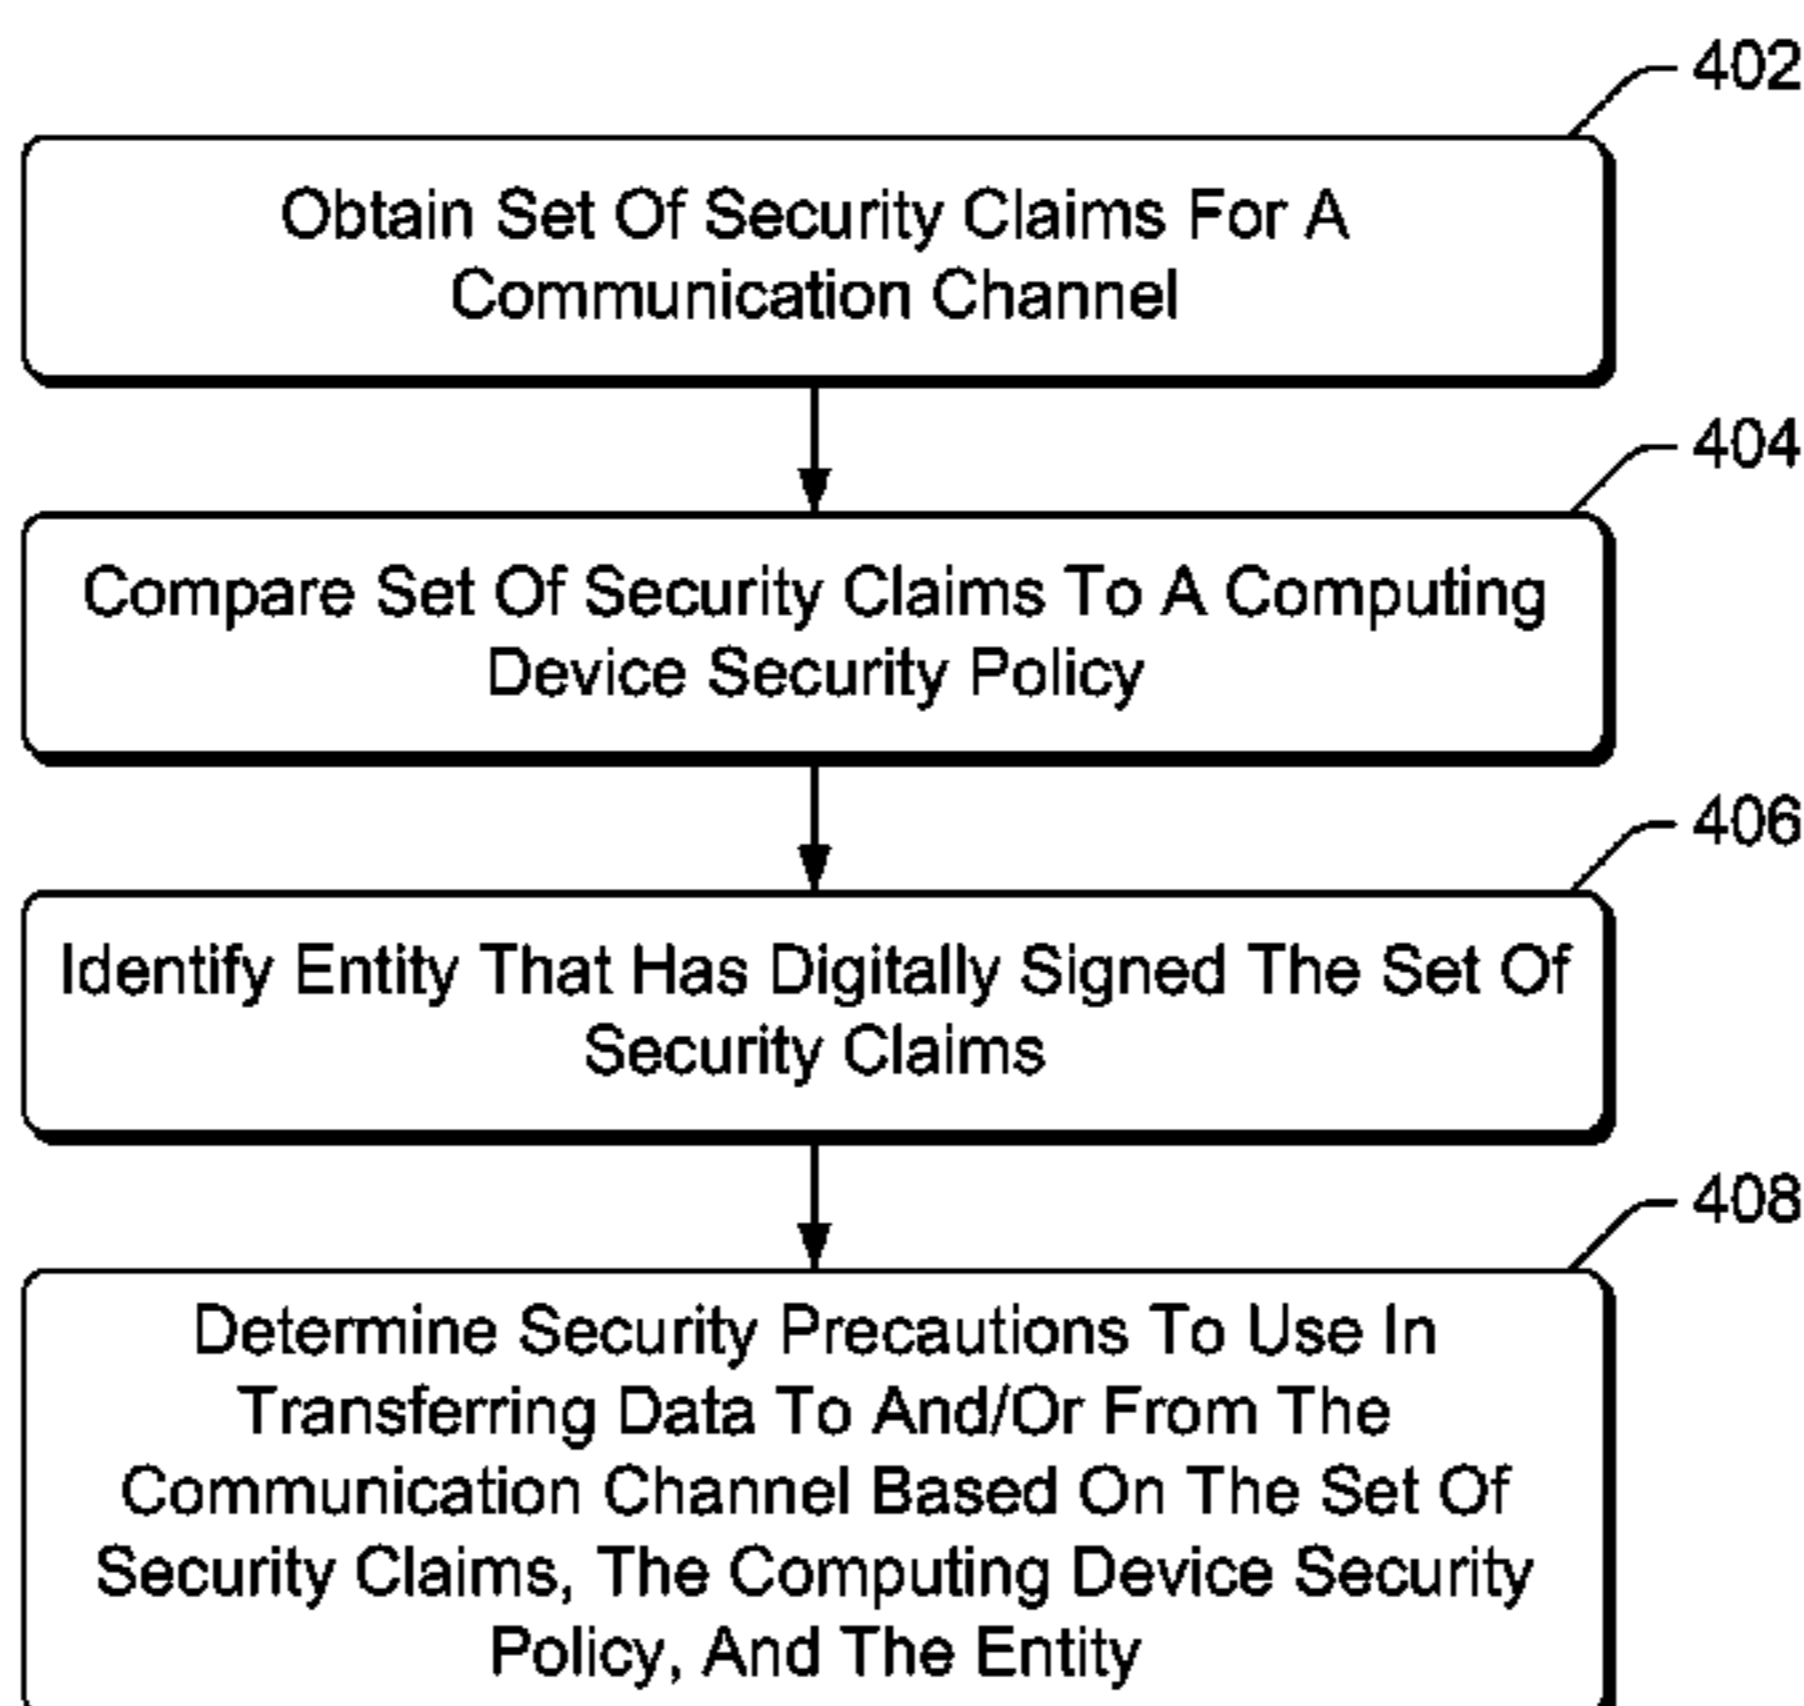 402
Obtain Set Of Security Claims For A
Communication Channel
404
Compare Set Of Security Claims To A Computing
Device Security Policy
406
Identify Entity That Has Digitally Signed The Set Of
Security Claims
408
Determine Security Precautions To Use In
Transferring Data To And/Or From The
Communication Channel Based On The Set Of
Security Claims, The Computing Device Security
Policy, And The Entity